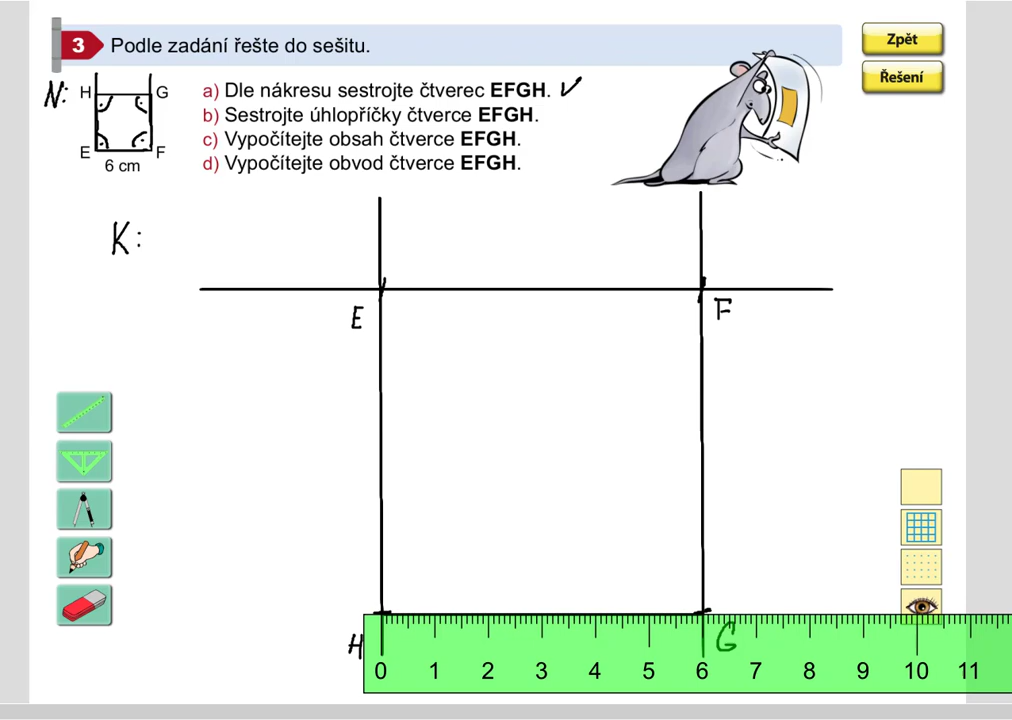 3 Podle zadání řešte do sešitu.
Zpět
Řešení
N: H G
E F
6 cm
a) Dle nákresu sestrojte čtverec EFGH. ✓
b) Sestrojte úhlopříčky čtverce EFGH.
c) Vypočítejte obsah čtverce EFGH.
d) Vypočítejte obvod čtverce EFGH.
K:
E F
H G
0 1 2 3 4 5 6 7 8 9 10 11